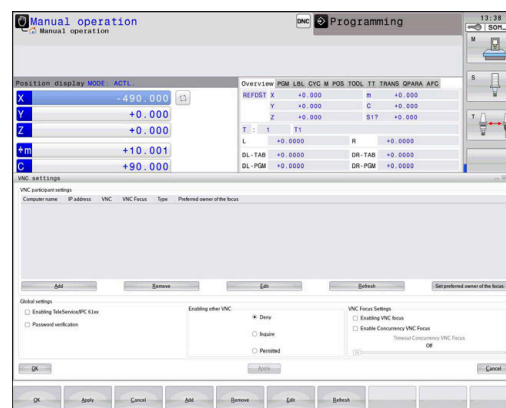 Manual operation
Manual operation
DNC
Programming
13:38
SOM...
M
S
T
Position display MODE: ACTL.
X -490.000
Y +0.000
Z +0.000
+m +10.001
C +90.000
Overview PGM LBL CYC M POS TOOL TT TRANS QPARA AFC
REFDST X +0.000 m +0.000
Y +0.000 C +0.000
Z +0.000 S1? +0.000
T : 1 T1
L +0.0000 R +0.0000
DL-TAB +0.0000 DR-TAB +0.0000
DL-PGM +0.0000 DR-PGM +0.0000
VNC settings
VNC participant settings
Computer name IP address VNC VNC Focus Type Preferred owner of the focus
Add Remove Edit Refresh Set preferred owner of the focus
Global settings
Enabling TeleService/IPC 61xx
Password verification
Enabling other VNC
Deny
Inquire
Permitted
VNC Focus Settings
Enabling VNC focus
Enable Concurrency VNC Focus
Timeout Concurrency VNC Focus
Off
OK Apply Cancel
OK Apply Cancel Add Remove Edit Refresh